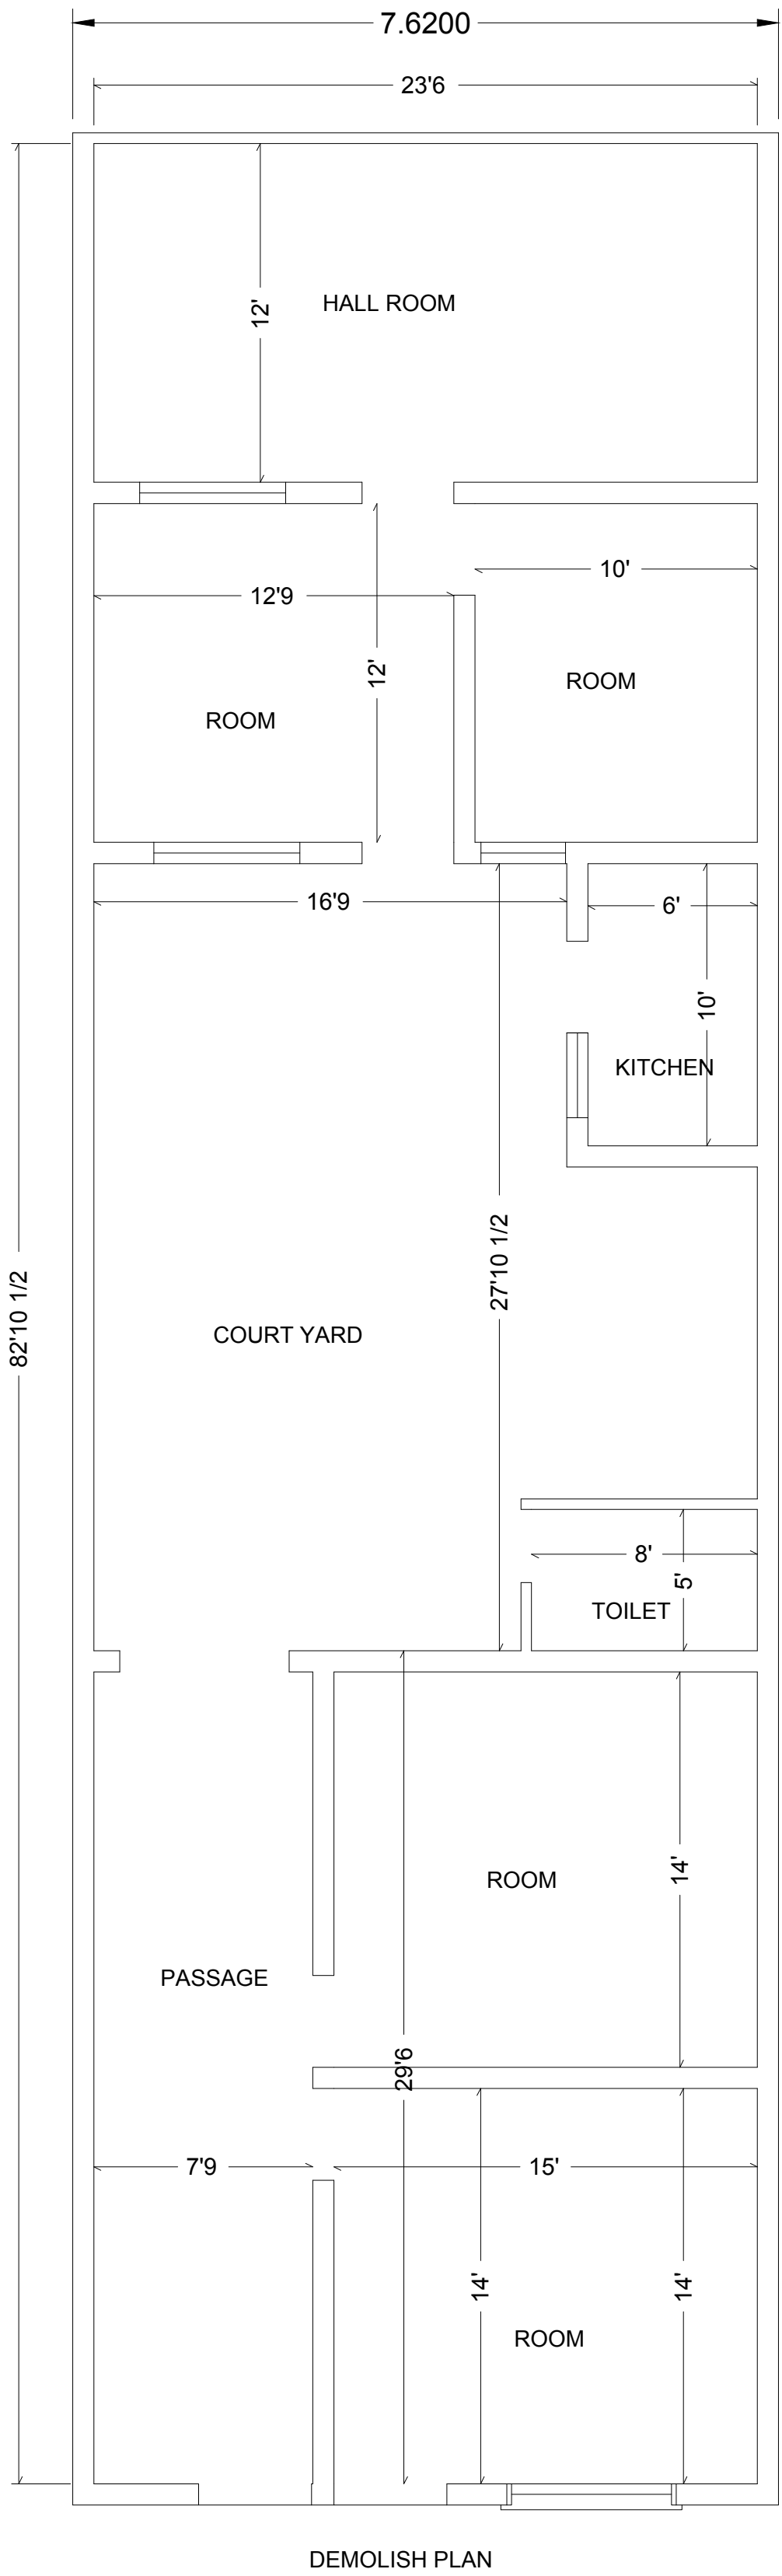 7.6200
23'6
12'
HALL ROOM
10'
12'9
12'
ROOM
ROOM
16'9
6'
10'
KITCHEN
27'10 1/2
82'10 1/2
COURT YARD
8'
5'
TOILET
14'
ROOM
PASSAGE
29'6
7'9
15'
14'
14'
ROOM
DEMOLISH PLAN